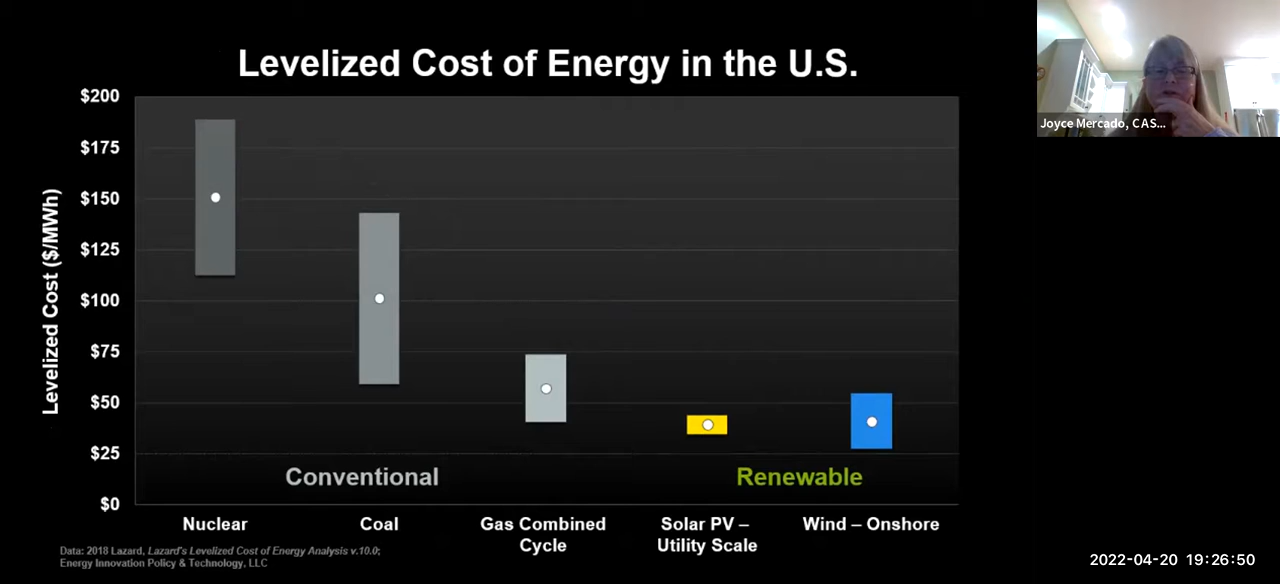 Levelized Cost of Energy in the U.S.
Levelized Cost ($/MWh)
$200
$175
$150
$125
$100
$75
$50
$25
$0
Conventional
Renewable
Nuclear
Coal
Gas Combined
Cycle
Solar PV –
Utility Scale
Wind – Onshore
Data: 2018 Lazard, Lazard's Levelized Cost of Energy Analysis v.10.0;
Energy Innovation Policy & Technology, LLC
Joyce Mercado, CAS...
2022-04-20 19:26:50